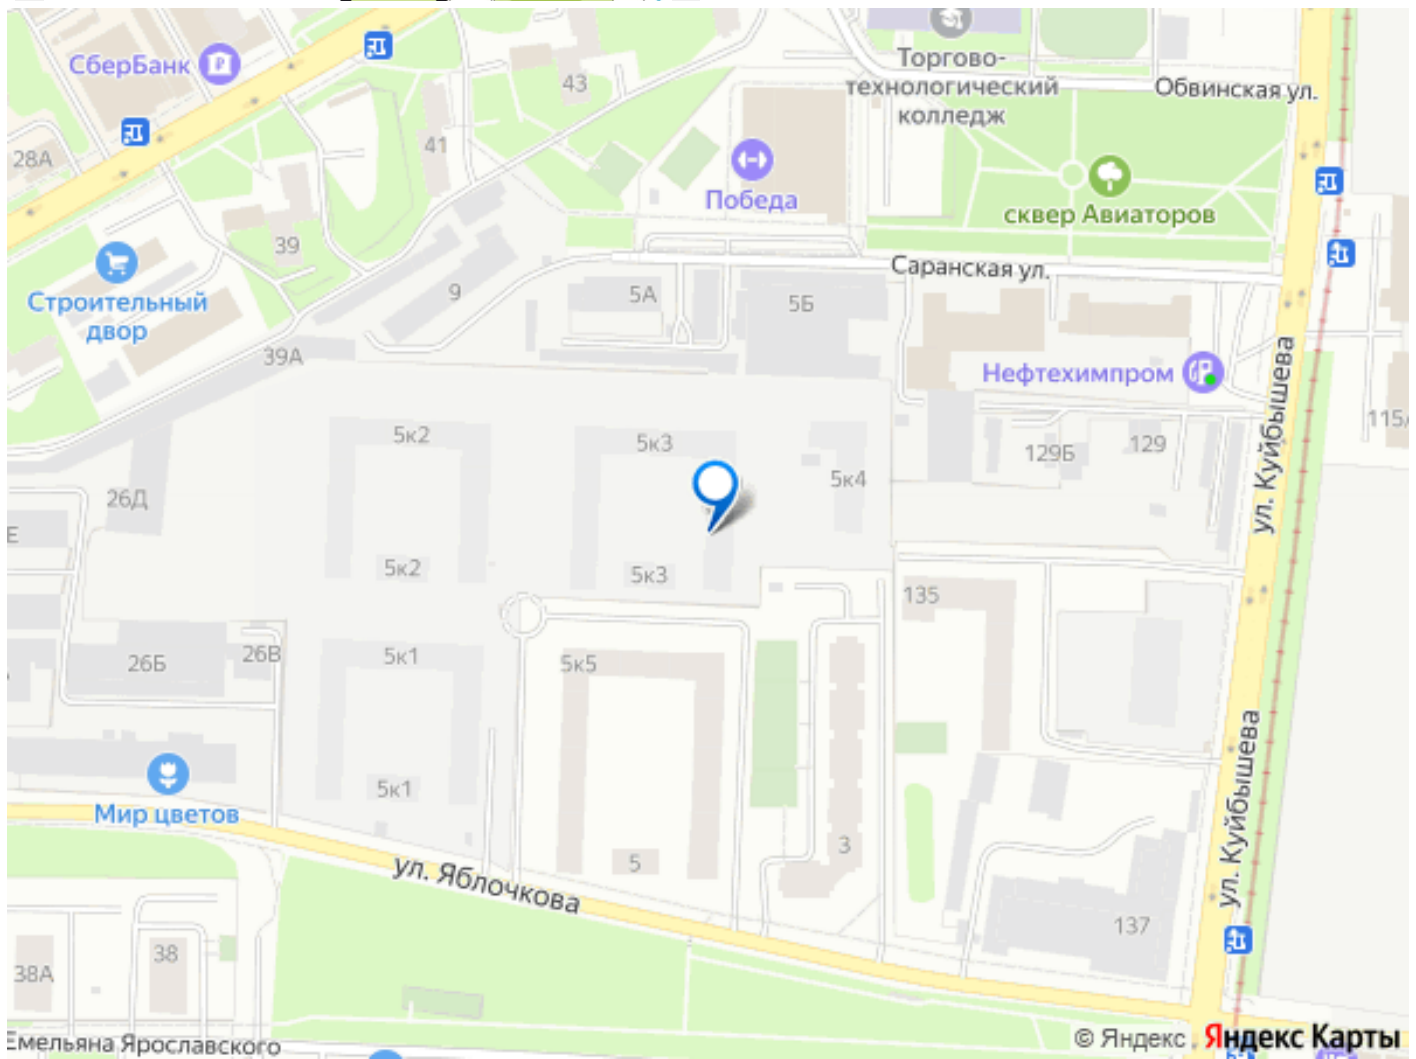 СберБанк
43
Торгово-
технологический
колледж
Обвинская ул.
28А
41
Победа
сквер Авиаторов
39
Саранская ул.
9
5А
5Б
Строительный
двор
39А
Нефтехимпром
ул. Куйбышева
115/
5к2
5к3
129Б
129
5к4
26Д
Е
5к2
5к3
135
26Б
26В
5к1
5к5
ул. Куйбышева
5к1
Мир цветов
3
5
ул. Яблочкова
137
38
38А
Емельяна Ярославского
© Яндекс
Яндекс Карты